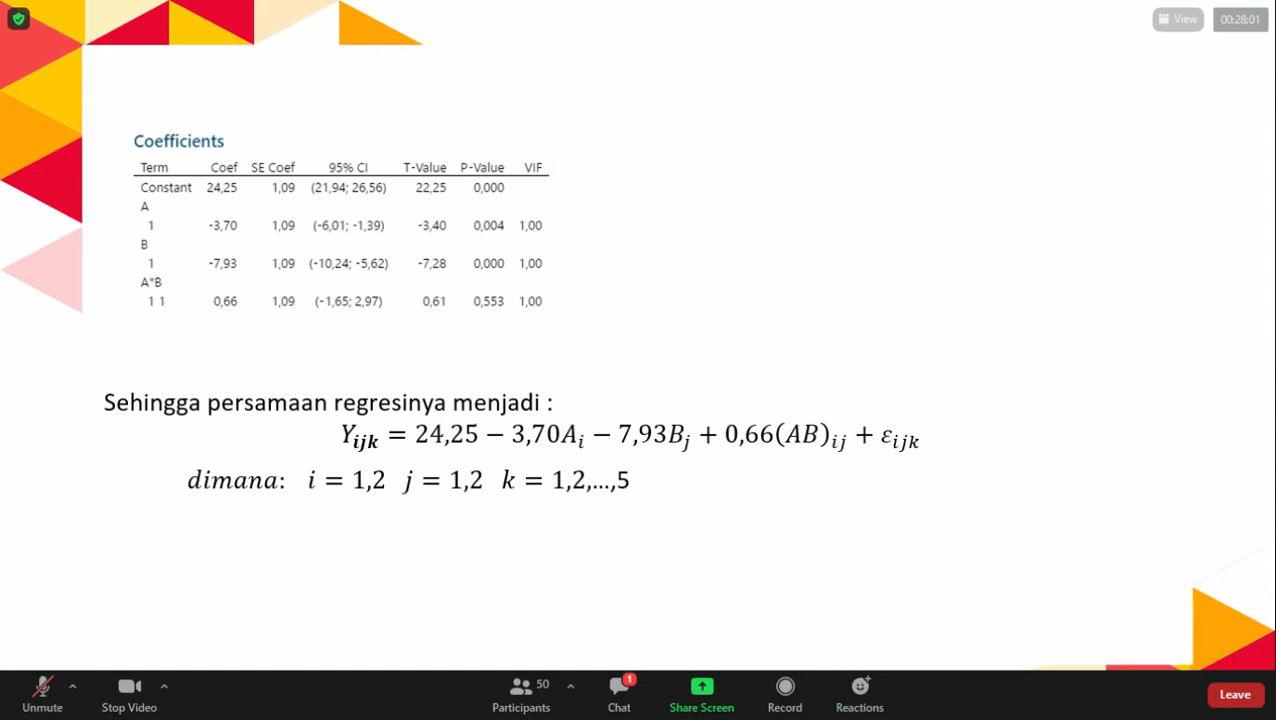 View 00:28:01
Coefficients
Term Coef SE Coef 95% CI T-Value P-Value VIF
Constant 24,25 1,09 (21,94; 26,56) 22,25 0,000
A
1 -3,70 1,09 (-6,01; -1,39) -3,40 0,004 1,00
B
1 -7,93 1,09 (-10,24; -5,62) -7,28 0,000 1,00
A*B
1 1 0,66 1,09 (-1,65; 2,97) 0,61 0,553 1,00
Sehingga persamaan regresinya menjadi :
Yᵢⱼₖ = 24,25 − 3,70Aᵢ − 7,93Bⱼ + 0,66(AB)ᵢⱼ + εᵢⱼₖ
dimana: i = 1,2 j = 1,2 k = 1,2,...,5
Unmute Stop Video Participants 50 Chat 1 Share Screen Record Reactions Leave